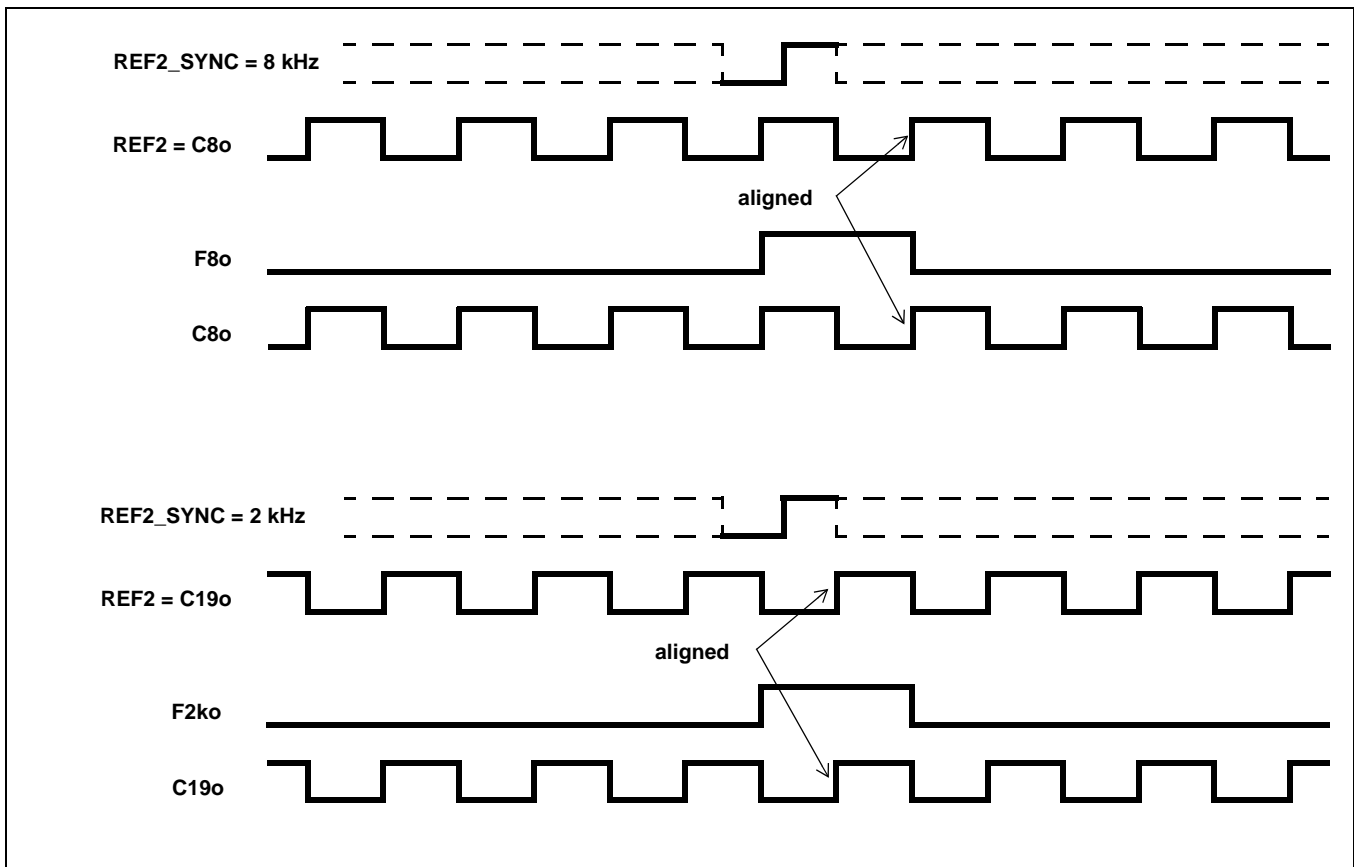 REF2_SYNC = 8 kHz
REF2 = C8o
aligned
F8o
C8o
REF2_SYNC = 2 kHz
REF2 = C19o
aligned
F2ko
C19o